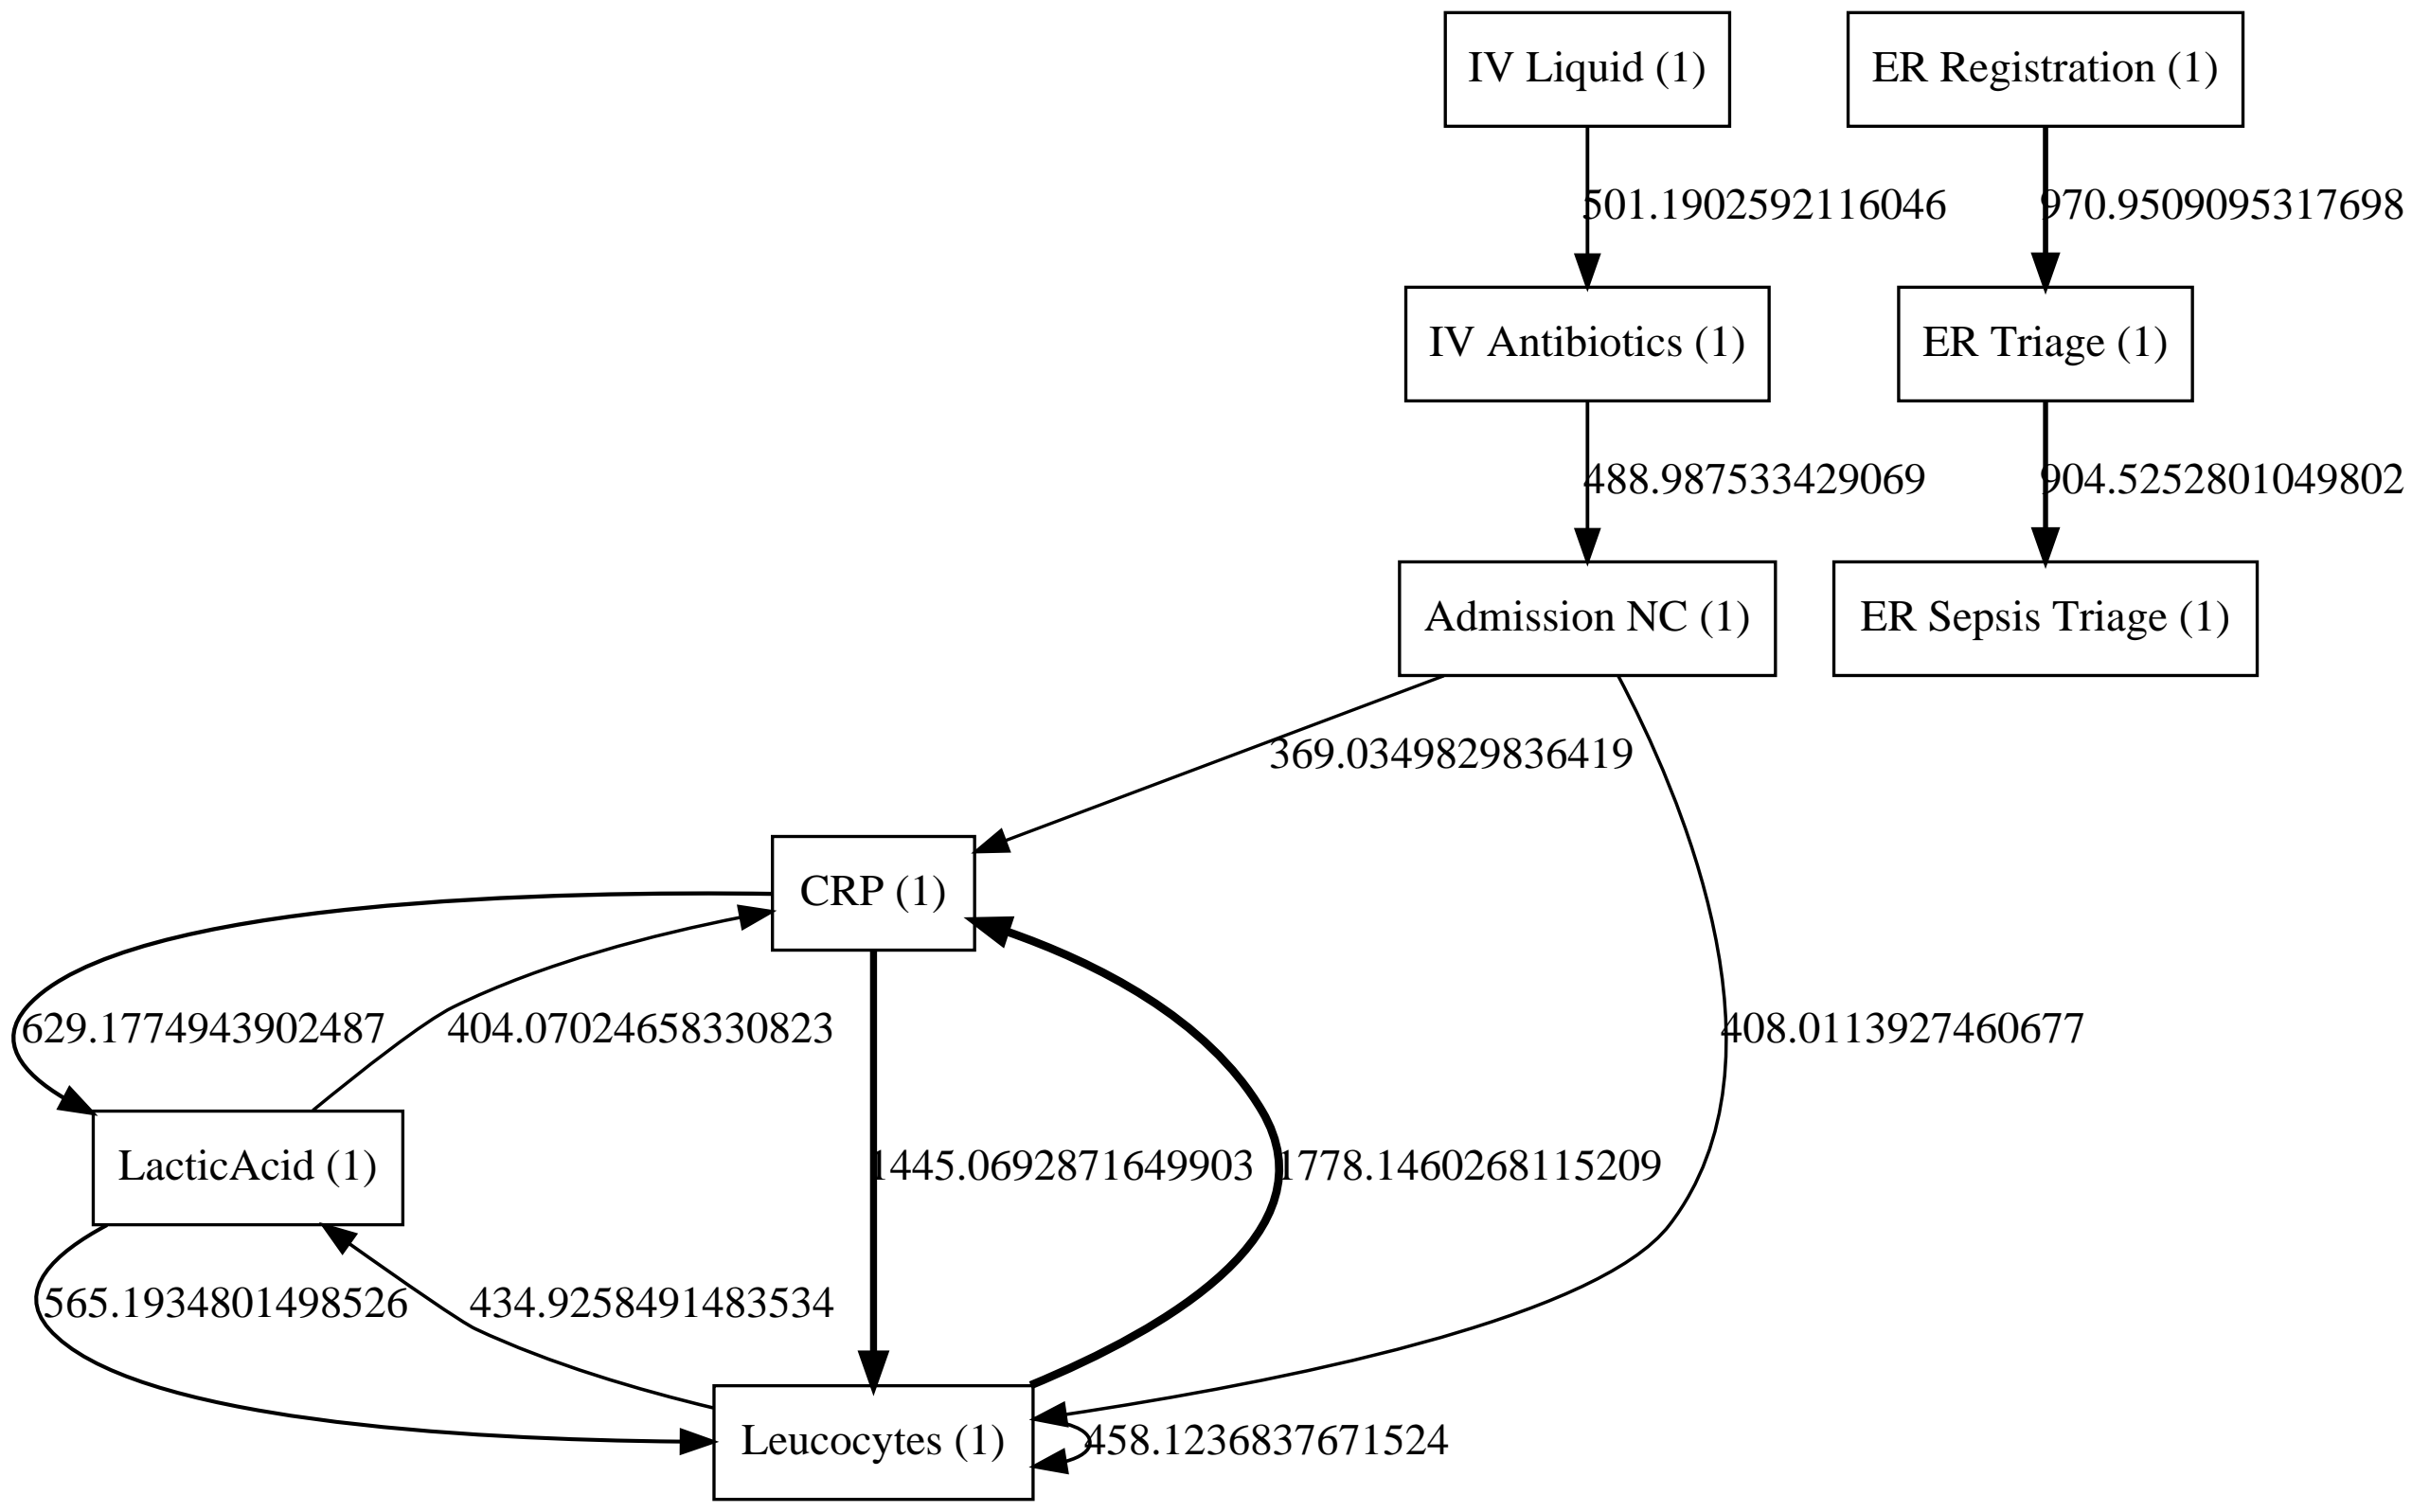 IV Liquid (1)
ER Registration (1)
501.1902592116046
970.9509095317698
IV Antibiotics (1)
ER Triage (1)
488.987533429069
904.5252801049802
Admission NC (1)
ER Sepsis Triage (1)
369.0349829836419
CRP (1)
629.1774943902487
404.07024658330823
408.0113927460677
LacticAcid (1)
1445.0692871649903
1778.1460268115209
565.1934801498526
434.9258491483534
Leucocytes (1)
458.1236837671524